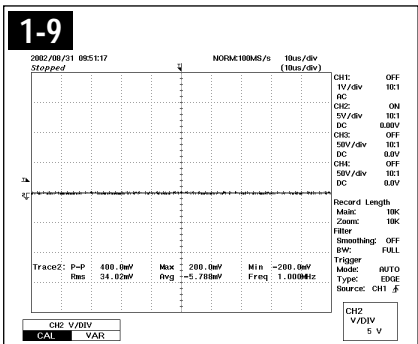 1-9
2002/08/31 09:51:17 NORM:100MS/s 10us/div
Stopped (10us/div)
CH1: OFF
1V/div 10:1
AC
CH2: ON
5V/div 10:1
DC 0.00V
CH3: OFF
50V/div 10:1
DC 0.0V
CH4: OFF
50V/div 10:1
DC 0.0V
Record Length
Main: 10K
Zoom: 10K
Filter
Smoothing: OFF
BW: FULL
Trigger
Mode: AUTO
Type: EDGE
Source: CH1
Trace2: P-P 400.0mV Max 200.0mV Min -200.0mV
Rms 34.02mV Avg -5.788mV Freq 1.000MHz
CH2 V/DIV
CAL VAR
CH2
V/DIV
5 V